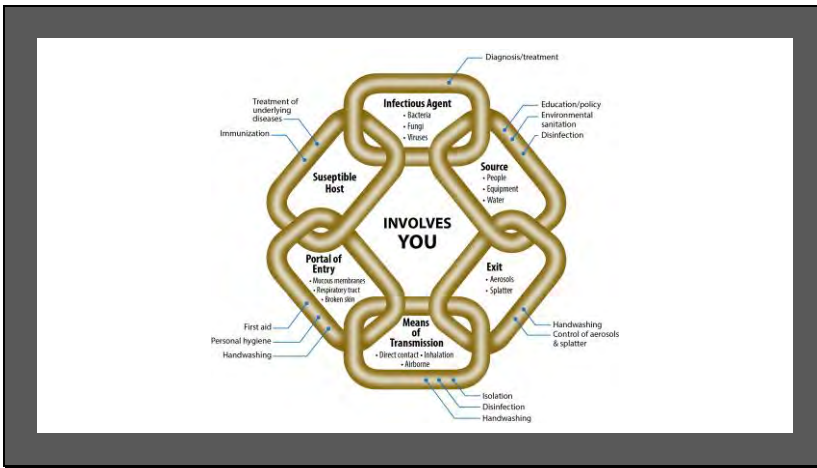 Diagnosis/treatment
Infectious Agent
• Bacteria
• Fungi
• Viruses
Education/policy
Environmental
sanitation
Disinfection
Source
• People
• Equipment
• Water
Exit
• Aerosols
• Splatter
Handwashing
Control of aerosols
& splatter
Means
of
Transmission
• Direct contact • Inhalation
• Airborne
Isolation
Disinfection
Handwashing
Portal of
Entry
• Mucous membranes
• Respiratory tract
• Broken skin
First aid
Personal hygiene
Handwashing
Suseptible
Host
Treatment of
underlying
diseases
Immunization
INVOLVES
YOU